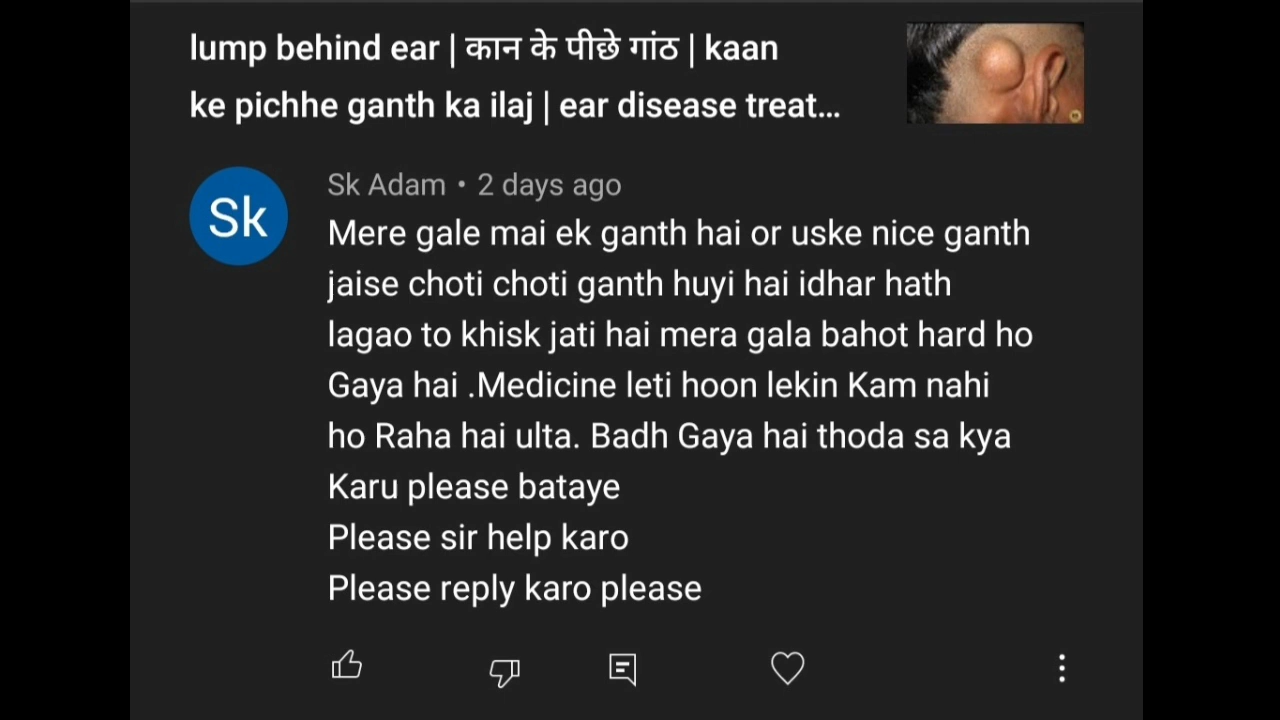 lump behind ear | कान के पीछे गांठ | kaan
ke pichhe ganth ka ilaj | ear disease treat...
Sk
Sk Adam • 2 days ago
Mere gale mai ek ganth hai or uske nice ganth
jaise choti choti ganth huyi hai idhar hath
lagao to khisk jati hai mera gala bahot hard ho
Gaya hai .Medicine leti hoon lekin Kam nahi
ho Raha hai ulta. Badh Gaya hai thoda sa kya
Karu please bataye
Please sir help karo
Please reply karo please